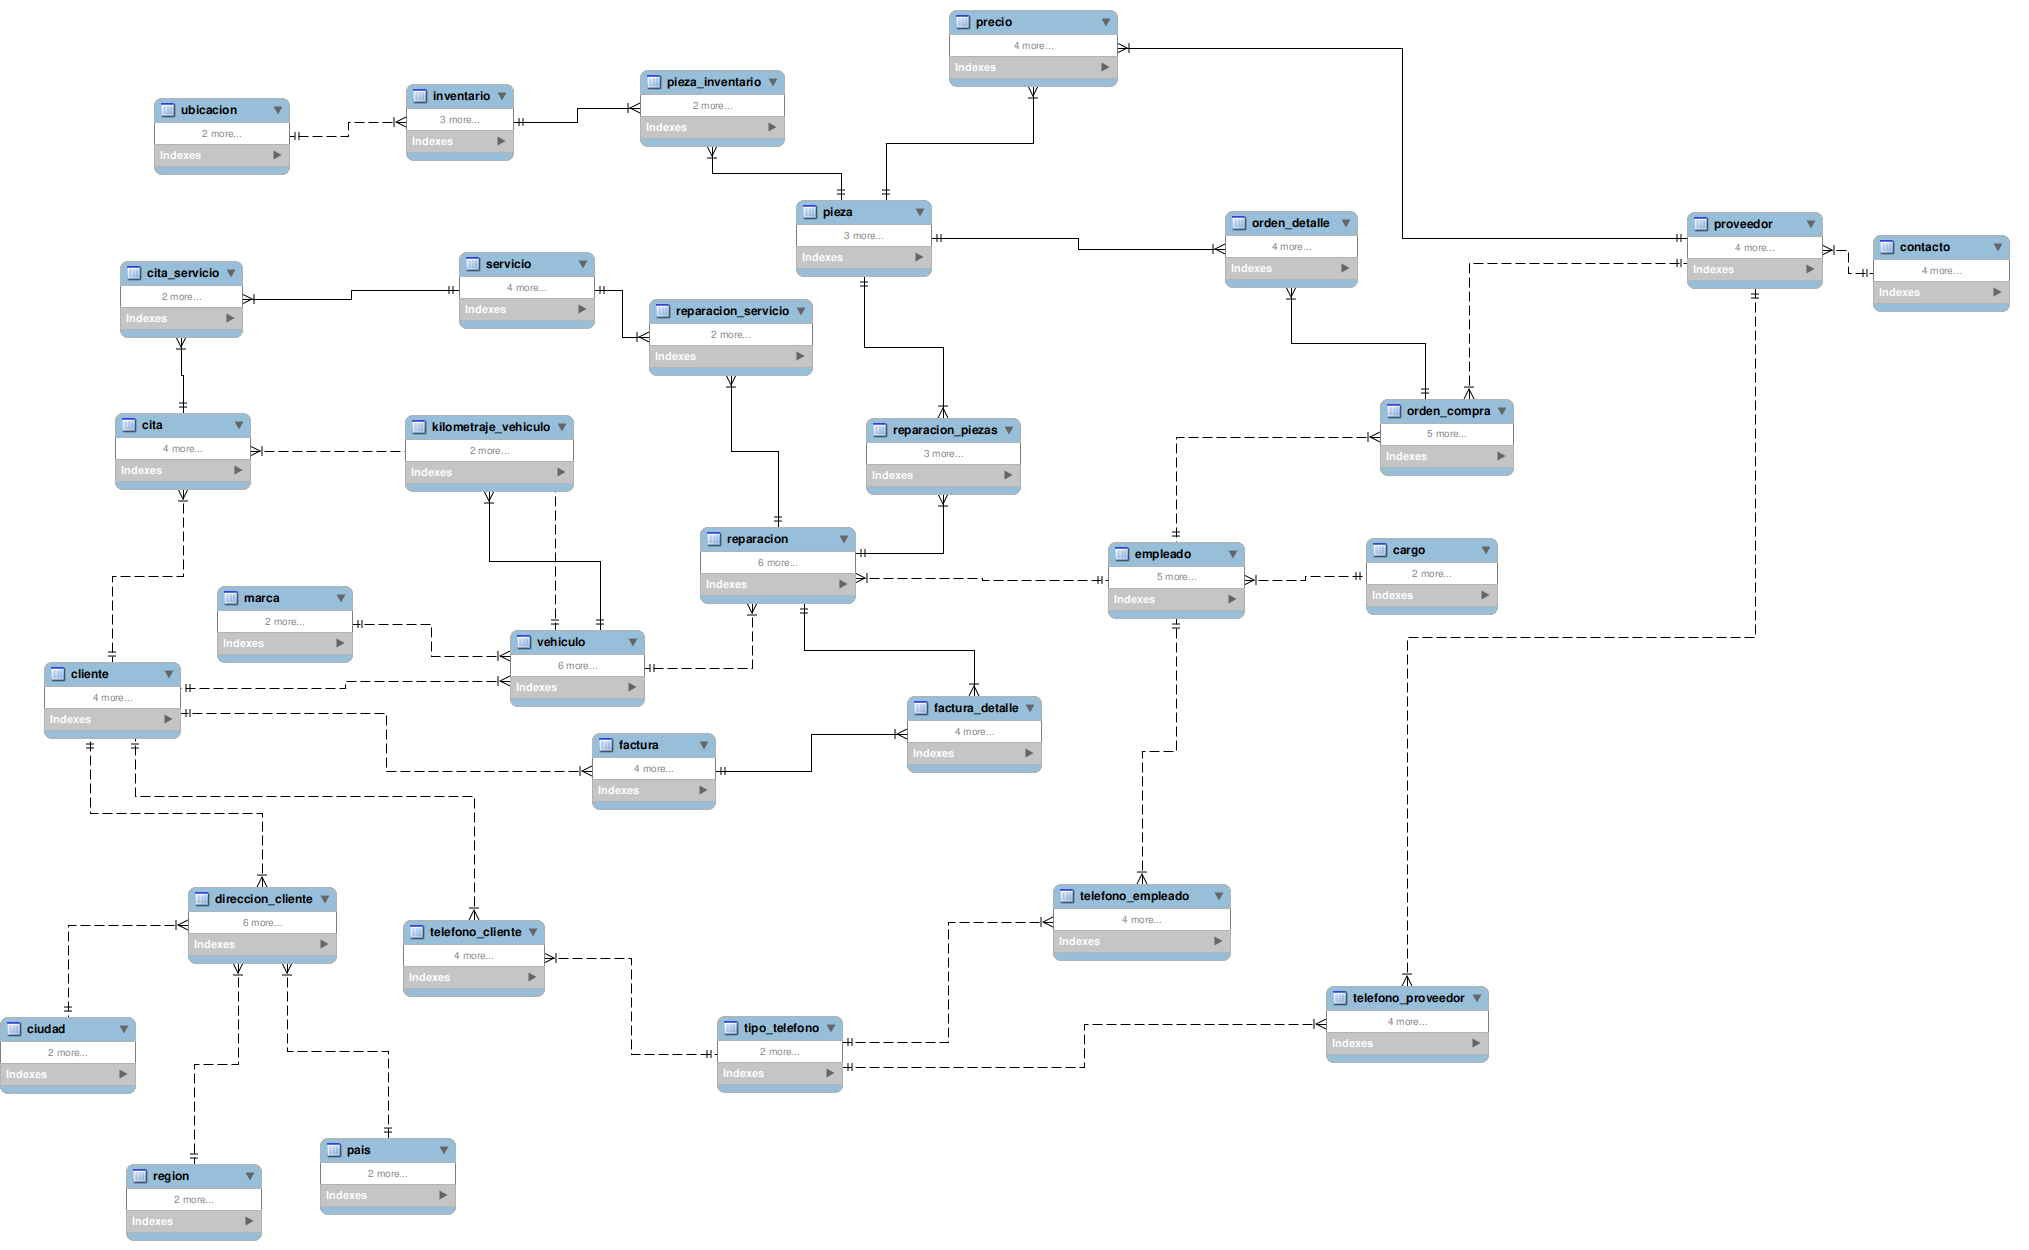 precio
4 more...
Indexes
pieza_inventario
2 more...
Indexes
inventario
3 more...
Indexes
ubicacion
2 more...
Indexes
pieza
3 more...
Indexes
orden_detalle
4 more...
Indexes
proveedor
4 more...
Indexes
contacto
4 more...
Indexes
cita_servicio
2 more...
Indexes
servicio
4 more...
Indexes
reparacion_servicio
2 more...
Indexes
orden_compra
5 more...
Indexes
cita
4 more...
Indexes
kilometraje_vehiculo
2 more...
Indexes
reparacion_piezas
3 more...
Indexes
reparacion
6 more...
Indexes
empleado
5 more...
Indexes
cargo
2 more...
Indexes
marca
2 more...
Indexes
vehiculo
6 more...
Indexes
cliente
4 more...
Indexes
factura_detalle
4 more...
Indexes
factura
4 more...
Indexes
direccion_cliente
6 more...
Indexes
telefono_cliente
4 more...
Indexes
telefono_empleado
4 more...
Indexes
telefono_proveedor
4 more...
Indexes
ciudad
2 more...
Indexes
tipo_telefono
2 more...
Indexes
pais
2 more...
Indexes
region
2 more...
Indexes